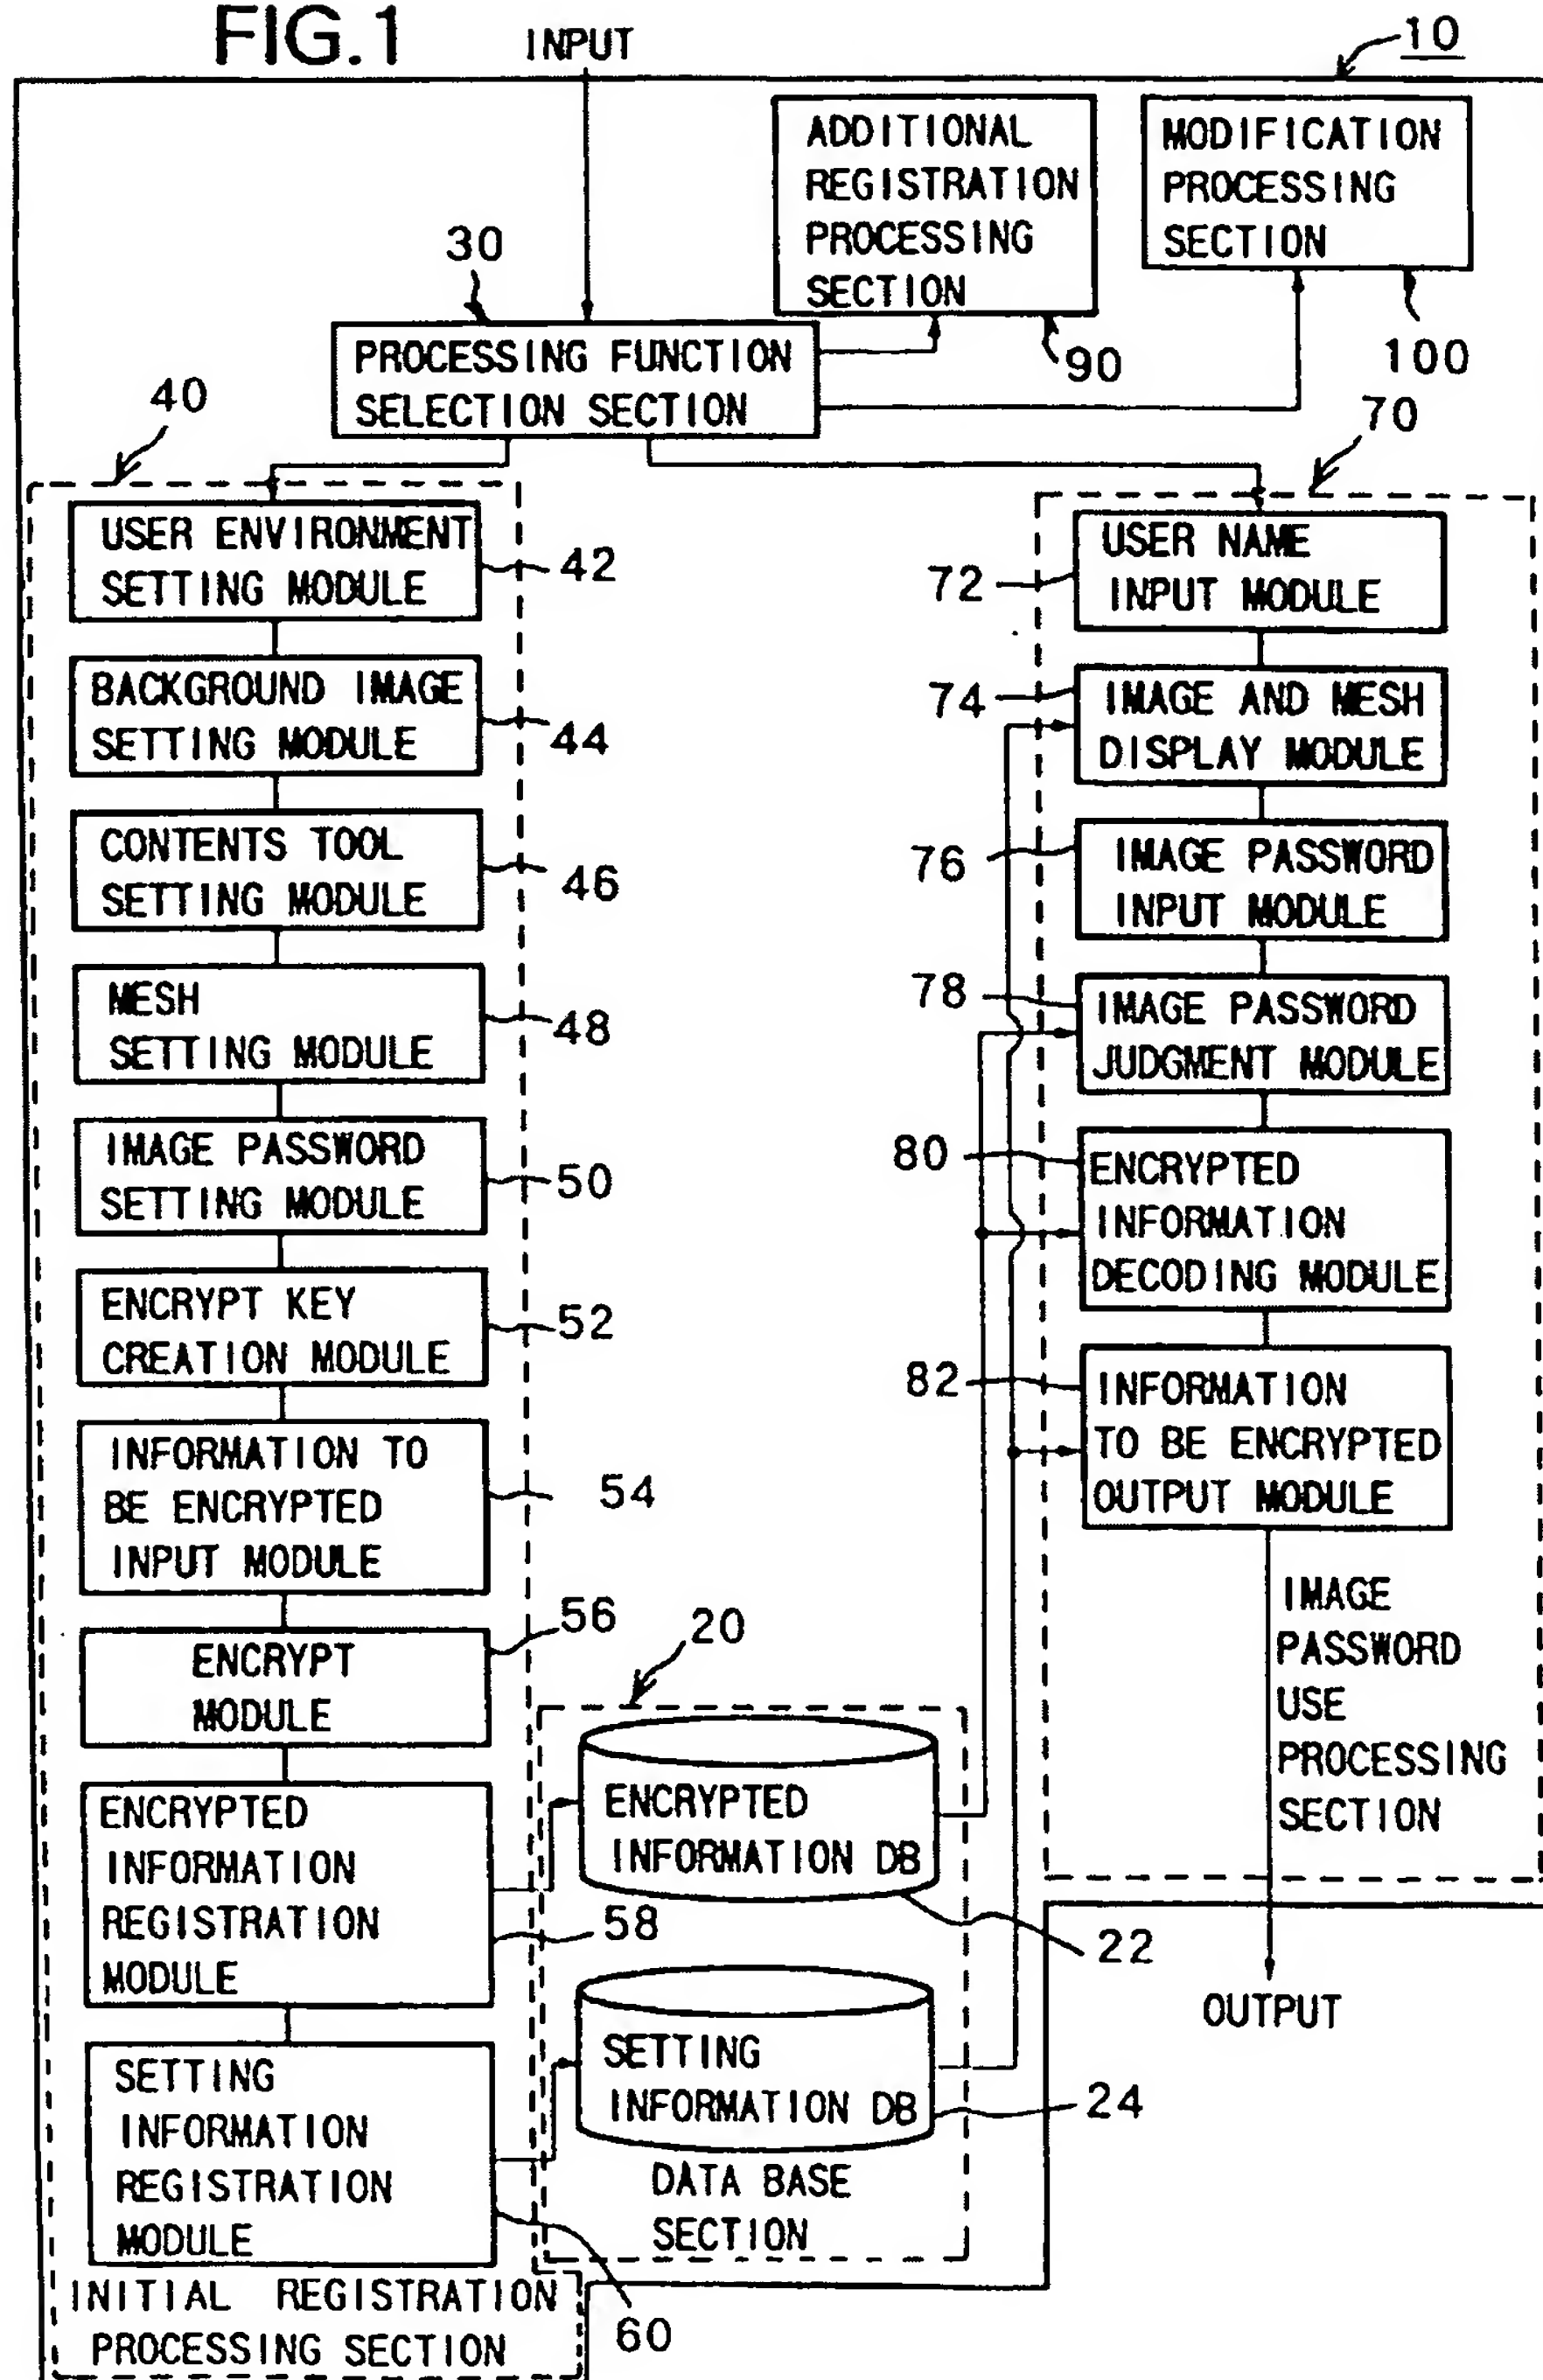 FIG.1
INPUT
10
ADDITIONAL
REGISTRATION
PROCESSING
SECTION
90
MODIFICATION
PROCESSING
SECTION
100
30
PROCESSING FUNCTION
SELECTION SECTION
40
USER ENVIRONMENT
SETTING MODULE
42
BACKGROUND IMAGE
SETTING MODULE
44
CONTENTS TOOL
SETTING MODULE
46
MESH
SETTING MODULE
48
IMAGE PASSWORD
SETTING MODULE
50
ENCRYPT KEY
CREATION MODULE
52
INFORMATION TO
BE ENCRYPTED
INPUT MODULE
54
ENCRYPT
MODULE
56
ENCRYPTED
INFORMATION
REGISTRATION
MODULE
58
SETTING
INFORMATION
REGISTRATION
MODULE
60
INITIAL REGISTRATION
PROCESSING SECTION
20
ENCRYPTED
INFORMATION DB
22
SETTING
INFORMATION DB
24
DATA BASE
SECTION
70
USER NAME
INPUT MODULE
72
IMAGE AND MESH
DISPLAY MODULE
74
IMAGE PASSWORD
INPUT MODULE
76
IMAGE PASSWORD
JUDGMENT MODULE
78
ENCRYPTED
INFORMATION
DECODING MODULE
80
INFORMATION
TO BE ENCRYPTED
OUTPUT MODULE
82
IMAGE
PASSWORD
USE
PROCESSING
SECTION
OUTPUT